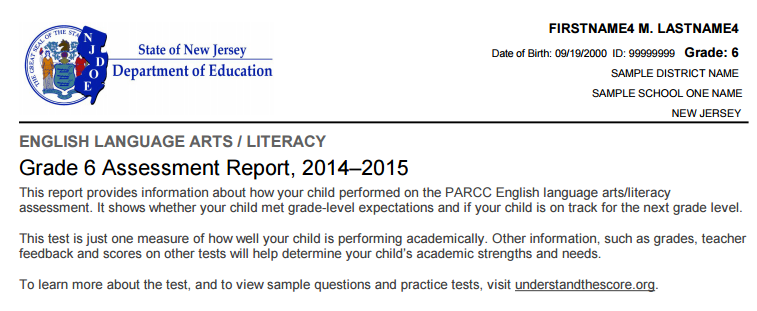 THE GREAT SEAL OF THE STATE OF NEW JERSEY
NJDOE
State of New Jersey
Department of Education
FIRSTNAME4 M. LASTNAME4
Date of Birth: 09/19/2000 ID: 99999999 Grade: 6
SAMPLE DISTRICT NAME
SAMPLE SCHOOL ONE NAME
NEW JERSEY
ENGLISH LANGUAGE ARTS / LITERACY
Grade 6 Assessment Report, 2014–2015
This report provides information about how your child performed on the PARCC English language arts/literacy
assessment. It shows whether your child met grade-level expectations and if your child is on track for the next grade level.
This test is just one measure of how well your child is performing academically. Other information, such as grades, teacher
feedback and scores on other tests will help determine your child's academic strengths and needs.
To learn more about the test, and to view sample questions and practice tests, visit understandthescore.org.